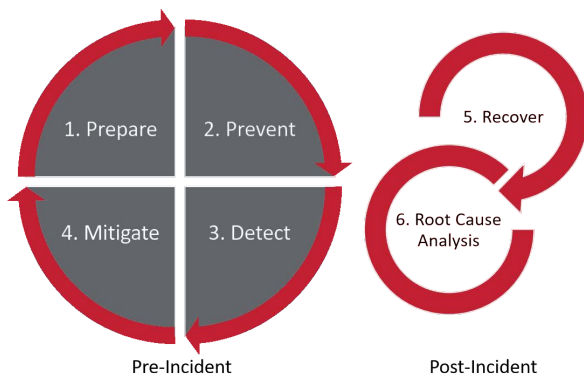 1. Prepare
2. Prevent
4. Mitigate
3. Detect
Pre-Incident
5. Recover
6. Root Cause
Analysis
Post-Incident